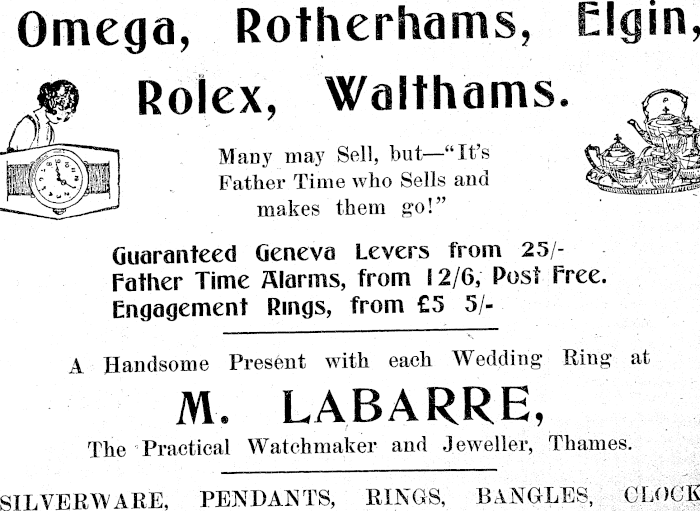 Omega, Rotherhams, Elgin,
Rolex, Walthams.
Many may Sell, but—“It’s
Father Time who Sells and
makes them go!”
Guaranteed Geneva Levers from 25/-
Father Time Alarms, from 12/6, Post Free.
Engagement Rings, from £5 5/-
A Handsome Present with each Wedding Ring at
M. LABARRE,
The Practical Watchmaker and Jeweller, Thames.
SILVERWARE, PENDANTS, RINGS, BANGLES, CLOCK